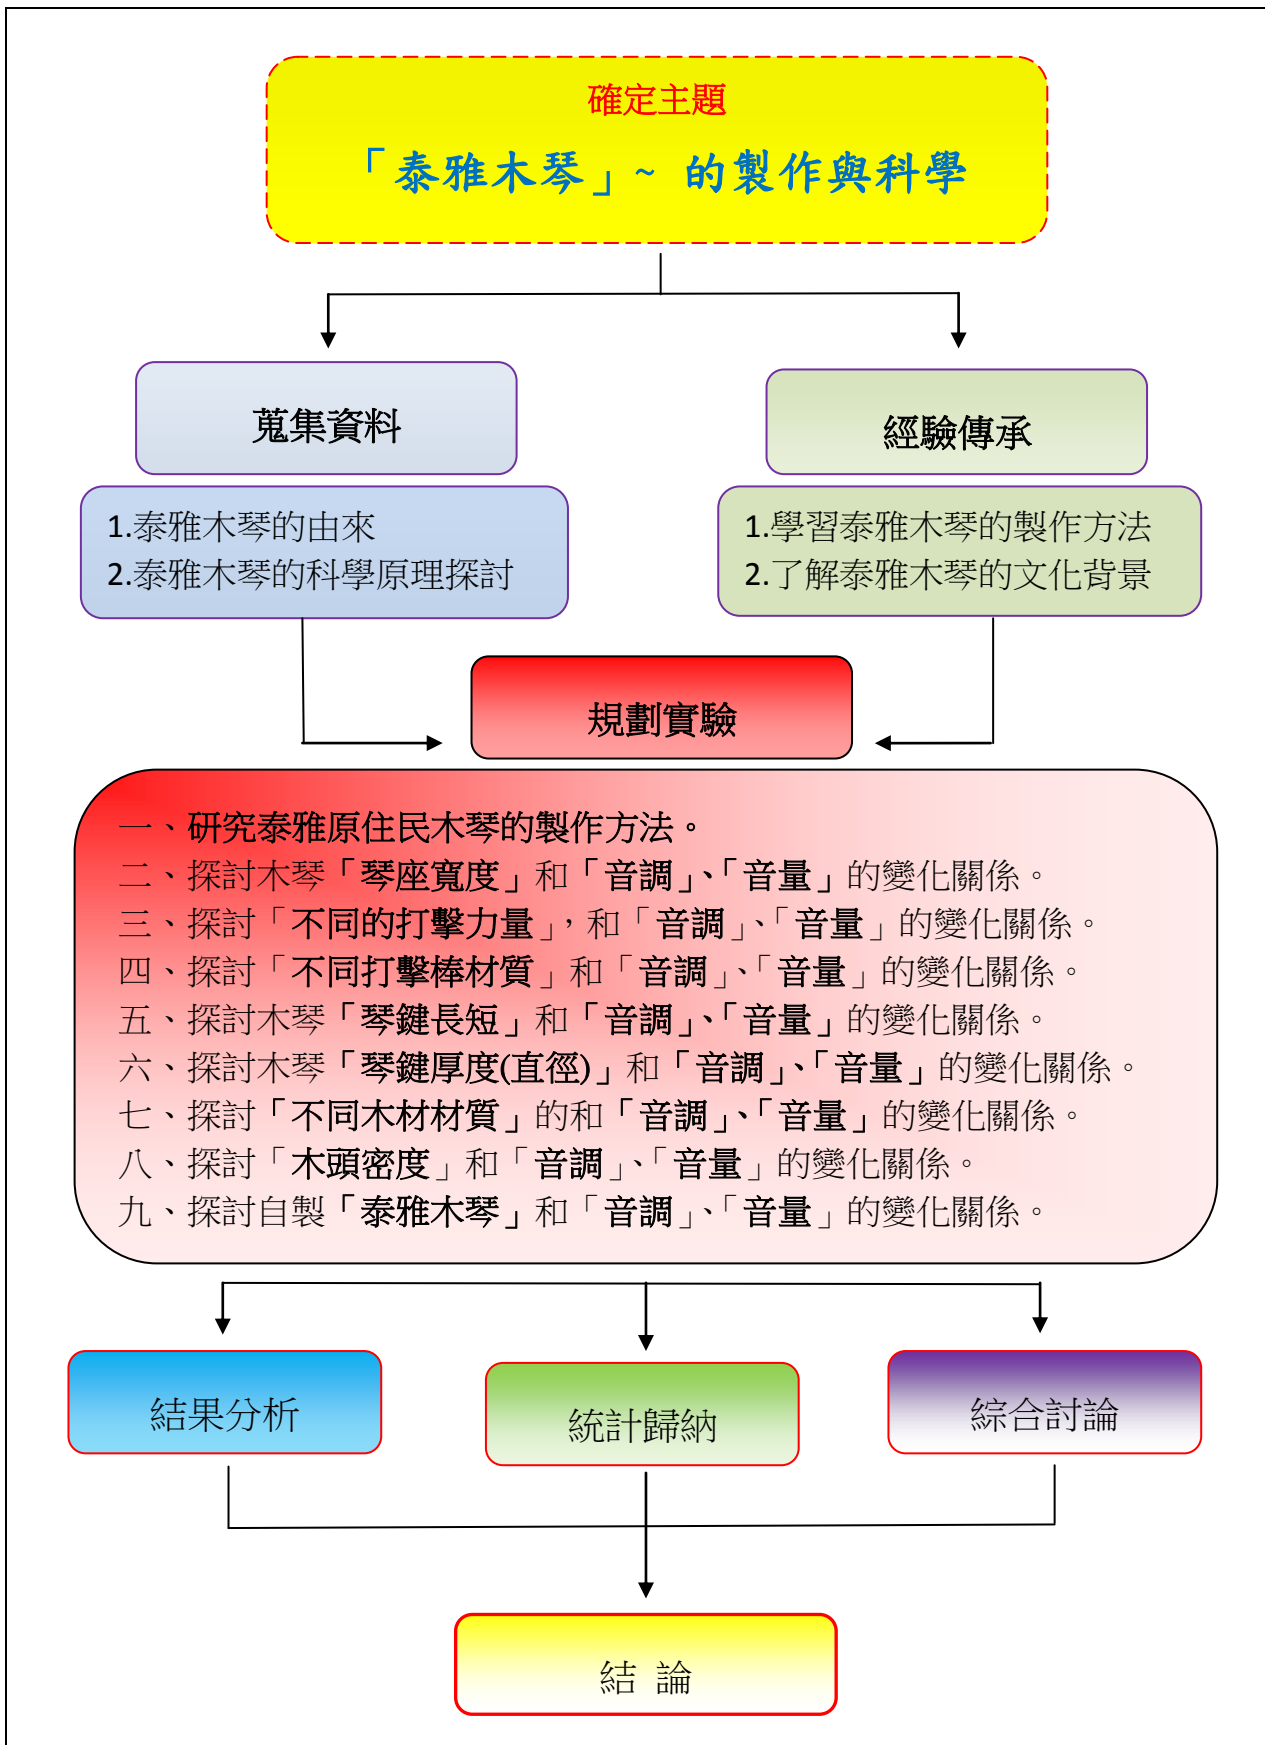 確定主題
「泰雅木琴」~ 的製作與科學
蒐集資料
經驗傳承
1.泰雅木琴的由來
2.泰雅木琴的科學原理探討
1.學習泰雅木琴的製作方法
2.了解泰雅木琴的文化背景
規劃實驗
一、研究泰雅原住民木琴的製作方法。
二、探討木琴「琴座寬度」和「音調」、「音量」的變化關係。
三、探討「不同的打擊力量」，和「音調」、「音量」的變化關係。
四、探討「不同打擊棒材質」和「音調」、「音量」的變化關係。
五、探討木琴「琴鍵長短」和「音調」、「音量」的變化關係。
六、探討木琴「琴鍵厚度(直徑)」和「音調」、「音量」的變化關係。
七、探討「不同木材材質」的和「音調」、「音量」的變化關係。
八、探討「木頭密度」和「音調」、「音量」的變化關係。
九、探討自製「泰雅木琴」和「音調」、「音量」的變化關係。
結果分析
統計歸納
綜合討論
結 論